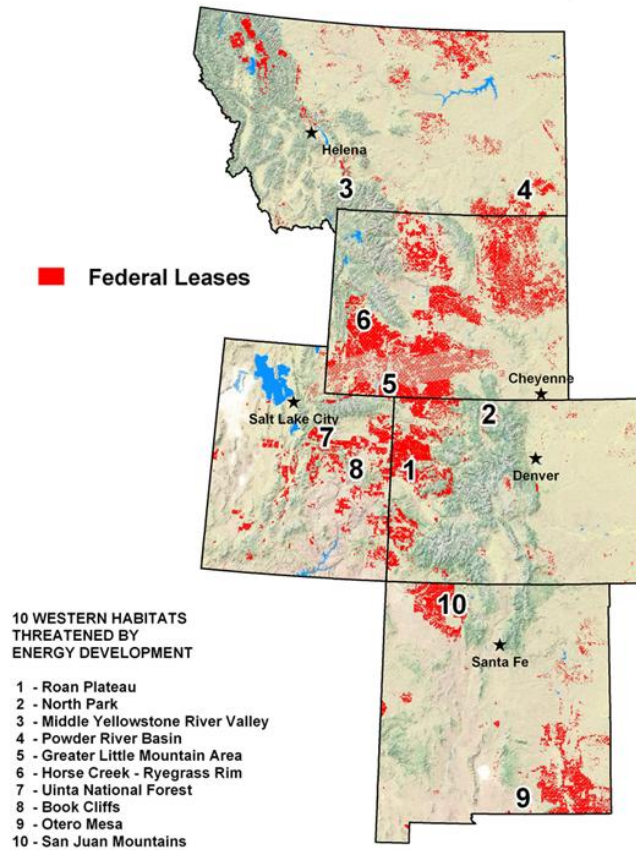 Helena
3
4
Federal Leases
6
5
Cheyenne
Salt Lake City
2
7
Denver
8
1
10
Santa Fe
9
10 WESTERN HABITATS
THREATENED BY
ENERGY DEVELOPMENT
1 - Roan Plateau
2 - North Park
3 - Middle Yellowstone River Valley
4 - Powder River Basin
5 - Greater Little Mountain Area
6 - Horse Creek - Ryegrass Rim
7 - Uinta National Forest
8 - Book Cliffs
9 - Otero Mesa
10 - San Juan Mountains